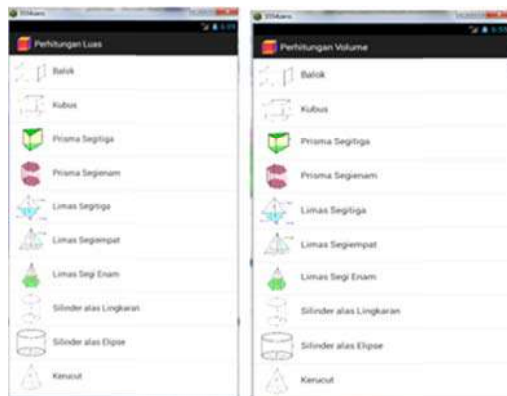 Perhitungan Luas
Balok
Kubus
Prisma Segitiga
Prisma Segienam
Limas Segitiga
Limas Segiempat
Limas Segi Enam
Silinder alas Lingkaran
Silinder alas Elipse
Kerucut
Perhitungan Volume
Balok
Kubus
Prisma Segitiga
Prisma Segienam
Limas Segitiga
Limas Segiempat
Limas Segi Enam
Silinder alas Lingkaran
Silinder alas Elipse
Kerucut